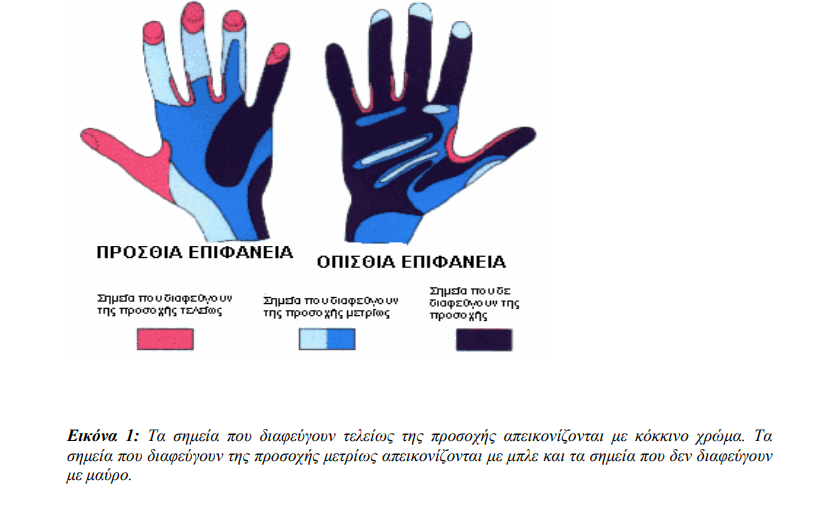 ΠΡΟΣΘΙΑ ΕΠΙΦΑΝΕΙΑ
ΟΠΙΣΘΙΑ ΕΠΙΦΑΝΕΙΑ
Σημεία που διαφεύγουν
της προσοχής τελείως
Σημεία που διαφεύγουν
της προσοχής μετρίως
Σημεία που δε
διαφεύγουν της
προσοχής
Εικόνα 1: Τα σημεία που διαφεύγουν τελείως της προσοχής απεικονίζονται με κόκκινο χρώμα. Τα
σημεία που διαφεύγουν της προσοχής μετρίως απεικονίζονται με μπλε και τα σημεία που δεν διαφεύγουν
με μαύρο.